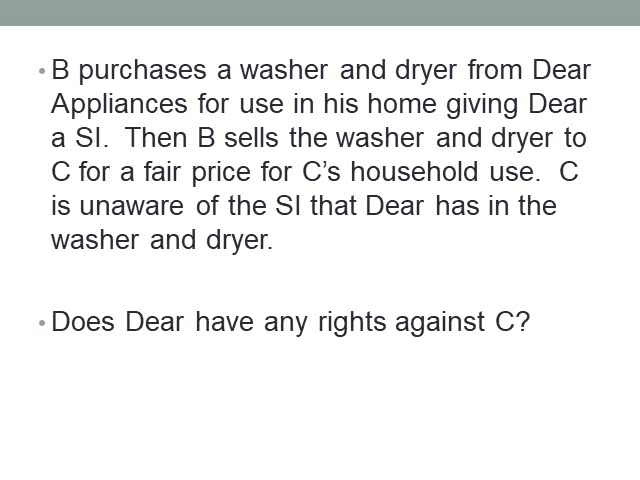 • B purchases a washer and dryer from Dear
Appliances for use in his home giving Dear
a SI.  Then B sells the washer and dryer to
C for a fair price for C’s household use.  C
is unaware of the SI that Dear has in the
washer and dryer.
• Does Dear have any rights against C?